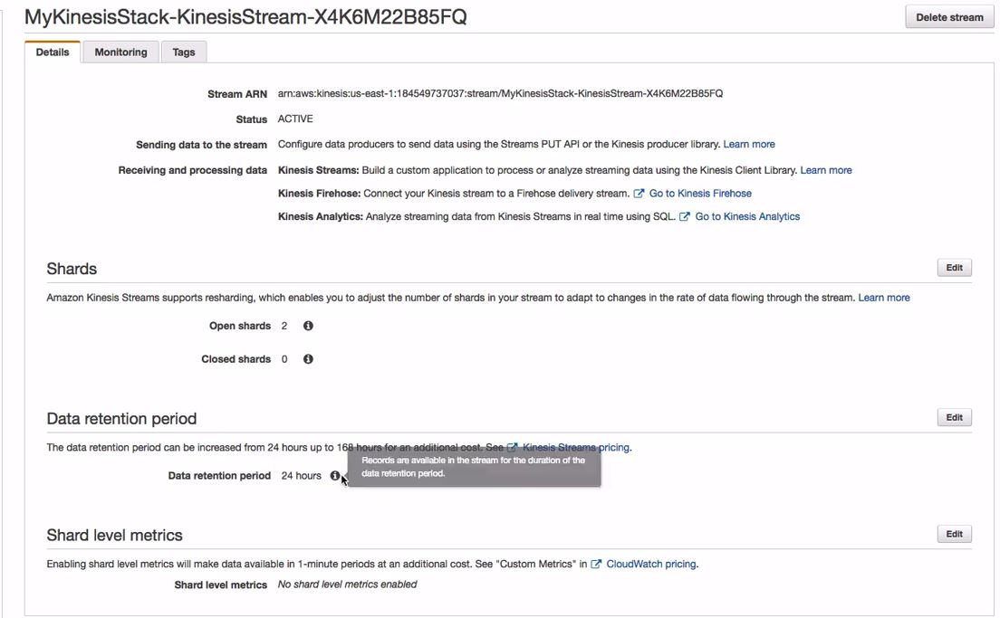 MyKinesisStack-KinesisStream-X4K6M22B85FQ
Delete stream
Details Monitoring Tags
Stream ARN arn:aws:kinesis:us-east-1:184549737037:stream/MyKinesisStack-KinesisStream-X4K6M22B85FQ
Status ACTIVE
Sending data to the stream Configure data producers to send data using the Streams PUT API or the Kinesis producer library. Learn more
Receiving and processing data Kinesis Streams: Build a custom application to process or analyze streaming data using the Kinesis Client Library. Learn more
Kinesis Firehose: Connect your Kinesis stream to a Firehose delivery stream. Go to Kinesis Firehose
Kinesis Analytics: Analyze streaming data from Kinesis Streams in real time using SQL. Go to Kinesis Analytics
Shards Edit
Amazon Kinesis Streams supports resharding, which enables you to adjust the number of shards in your stream to adapt to changes in the rate of data flowing through the stream. Learn more
Open shards 2
Closed shards 0
Data retention period Edit
The data retention period can be increased from 24 hours up to 168 hours for an additional cost. See Kinesis Streams pricing.
Records are available in the stream for the duration of the
data retention period.
Data retention period 24 hours
Shard level metrics Edit
Enabling shard level metrics will make data available in 1-minute periods at an additional cost. See "Custom Metrics" in CloudWatch pricing.
Shard level metrics No shard level metrics enabled